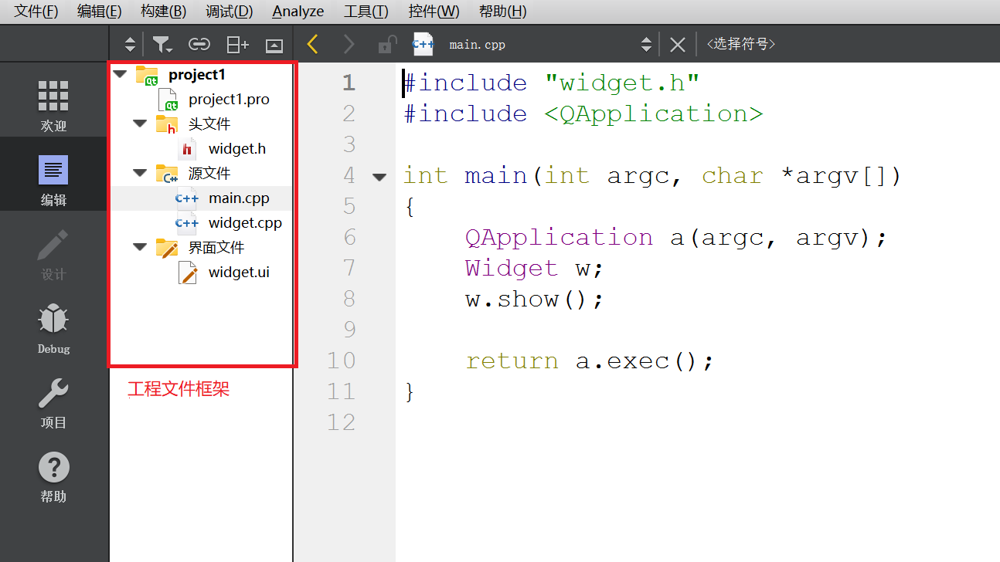 文件(F) 编辑(E) 构建(B) 调试(D) Analyze 工具(T) 控件(W) 帮助(H)
main.cpp <选择符号>
欢迎
编辑
设计
Debug
项目
帮助
project1
project1.pro
头文件
widget.h
源文件
main.cpp
widget.cpp
界面文件
widget.ui
工程文件框架
1 #include "widget.h"
2 #include <QApplication>
3
4 int main(int argc, char *argv[])
5 {
6 QApplication a(argc, argv);
7 Widget w;
8 w.show();
9
10 return a.exec();
11 }
12